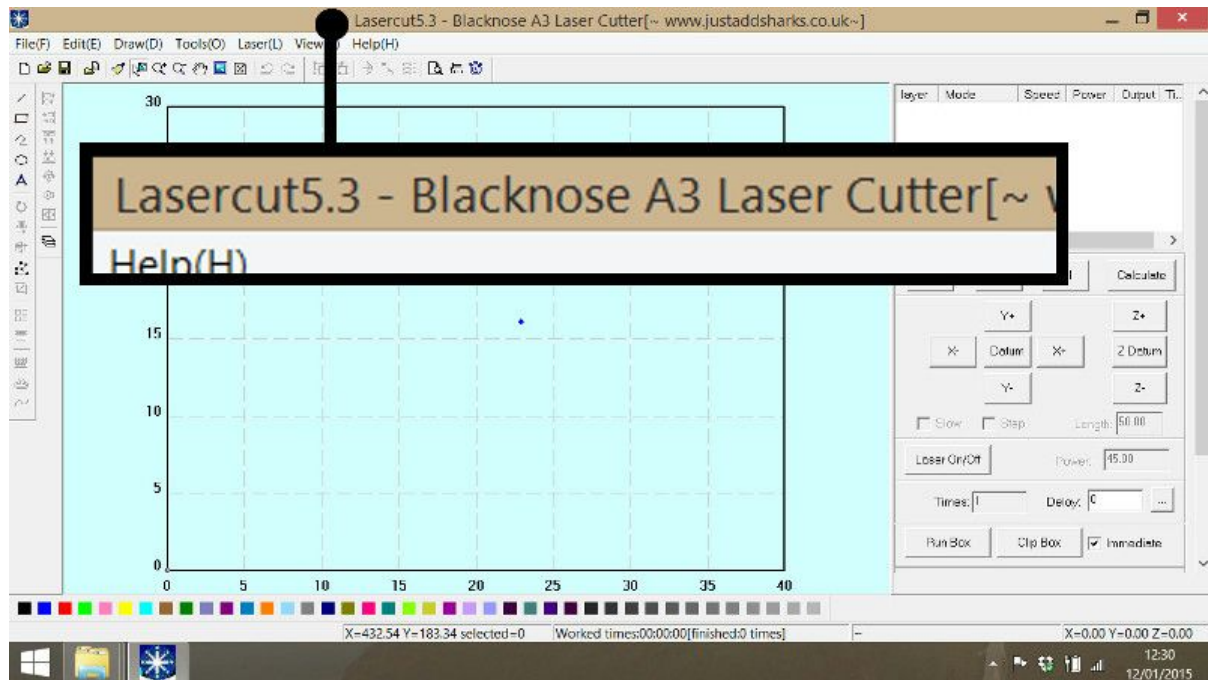 Lasercut5.3 - Blacknose A3 Laser Cutter[~ www.justaddsharks.co.uk~]
File(F) Edit(E) Draw(D) Tools(O) Laser(L) Help(H)
layer Mode Speed Power Output Ti..
30
Lasercut5.3 - Blacknose A3 Laser Cutter[~
Help(H)
Calculate
Y+ Z+
15
X- Datum X+ Z Datum
Y- Z-
10
Slow Step Length: 50.00
Laser On/Off Power: 45.00
5
Times: 1 Delay: 0 ...
Run Box Clip Box Immediate
0
0 5 10 15 20 25 30 35 40
X=432.54 Y=183.34 selected=0 Worked times:00:00:00[finished:0 times] - X=0.00 Y=0.00 Z=0.00
12:30
12/01/2015